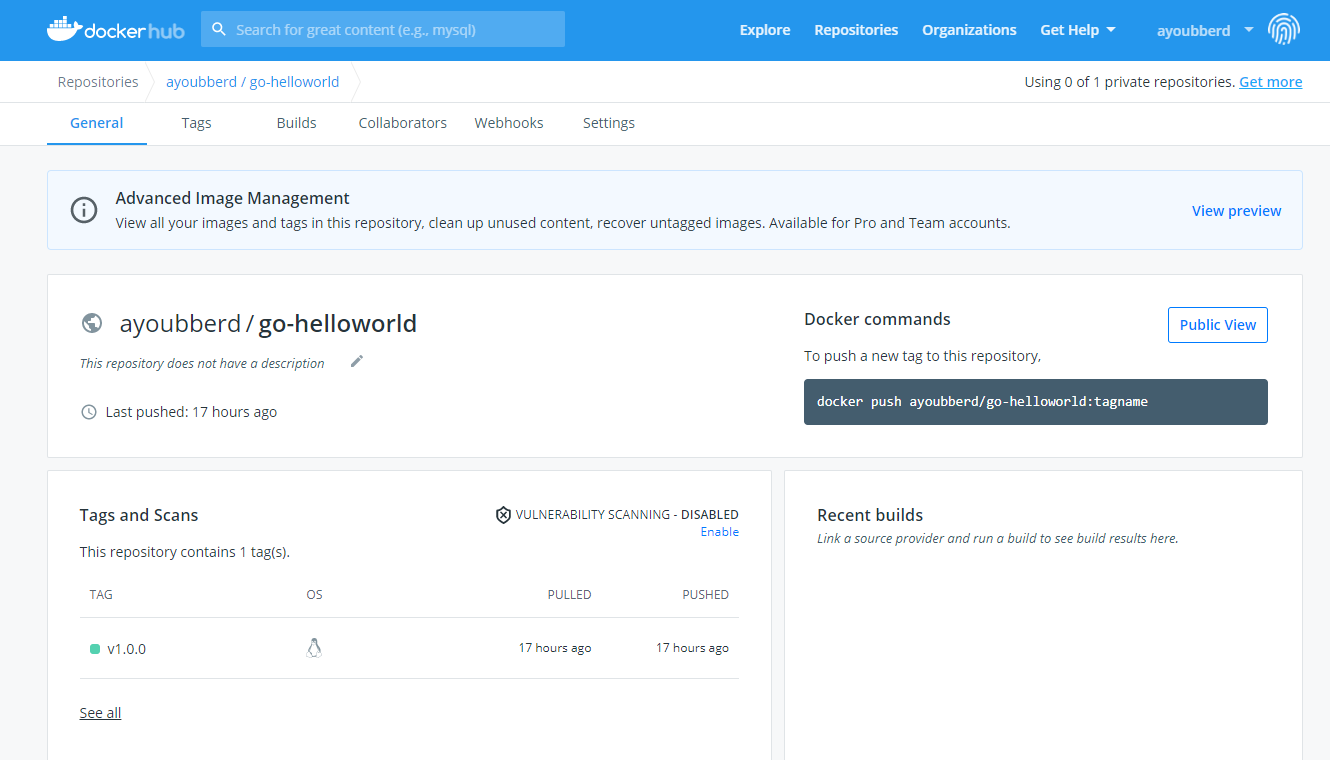 dockerhub Search for great content (e.g., mysql) Explore Repositories Organizations Get Help ayoubberd
Repositories ayoubberd / go-helloworld Using 0 of 1 private repositories. Get more
General Tags Builds Collaborators Webhooks Settings
Advanced Image Management
View all your images and tags in this repository, clean up unused content, recover untagged images. Available for Pro and Team accounts.
View preview
ayoubberd / go-helloworld
This repository does not have a description
Last pushed: 17 hours ago
Docker commands
Public View
To push a new tag to this repository,
docker push ayoubberd/go-helloworld:tagname
Tags and Scans
VULNERABILITY SCANNING - DISABLED
Enable
This repository contains 1 tag(s).
TAG OS PULLED PUSHED
v1.0.0 17 hours ago 17 hours ago
See all
Recent builds
Link a source provider and run a build to see build results here.